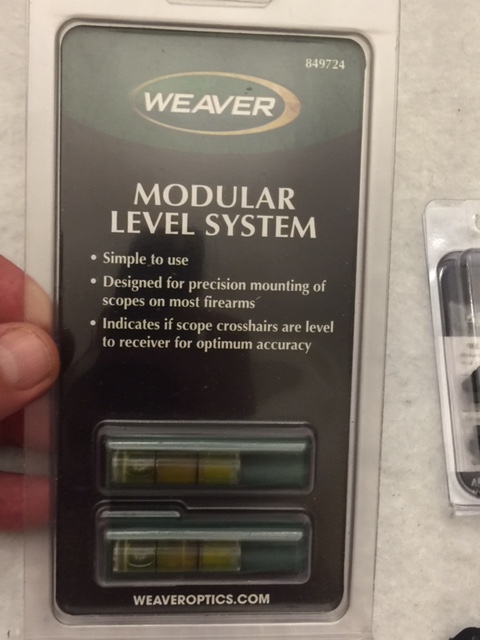 849724
WEAVER
MODULAR
LEVEL SYSTEM
• Simple to use
• Designed for precision mounting of
scopes on most firearms
• Indicates if scope crosshairs are level
to receiver for optimum accuracy
WEAVEROPTICS.COM